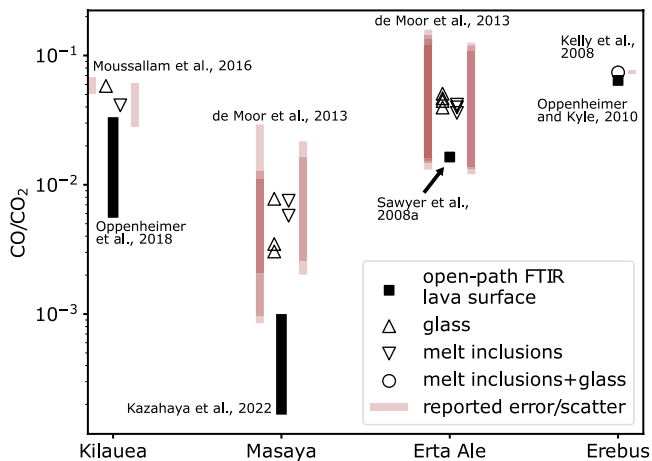 de Moor et al., 2013
10⁻¹
Moussallam et al., 2016
Kelly et al.,
2008
de Moor et al., 2013
Oppenheimer
and Kyle, 2010
CO/CO₂
10⁻²
Sawyer et al.,
2008a
Oppenheimer
et al., 2018
10⁻³
Kazahaya et al., 2022
open-path FTIR
lava surface
glass
melt inclusions
melt inclusions+glass
reported error/scatter
Kilauea
Masaya
Erta Ale
Erebus